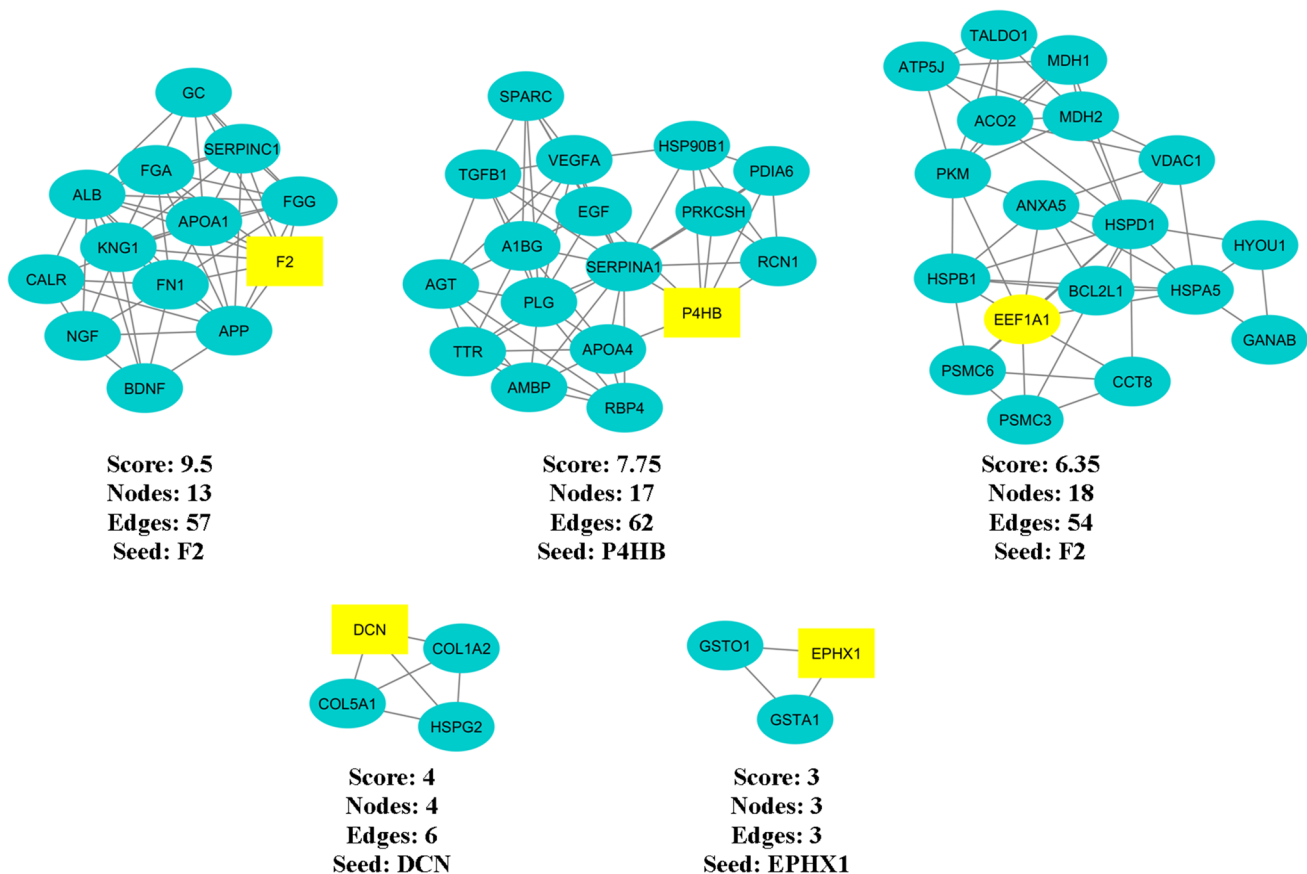 GC
SERPINC1
FGA
ALB
FGG
APOA1
KNG1
F2
CALR
FN1
NGF
APP
BDNF
Score: 9.5
Nodes: 13
Edges: 57
Seed: F2
SPARC
VEGFA
HSP90B1
TGFB1
PDIA6
EGF
PRKCSH
A1BG
SERPINA1
RCN1
AGT
PLG
P4HB
TTR
APOA4
AMBP
RBP4
Score: 7.75
Nodes: 17
Edges: 62
Seed: P4HB
TALDO1
ATP5J
MDH1
ACO2
MDH2
VDAC1
PKM
ANXA5
HSPD1
HYOU1
HSPB1
BCL2L1
HSPA5
EEF1A1
GANAB
PSMC6
CCT8
PSMC3
Score: 6.35
Nodes: 18
Edges: 54
Seed: F2
DCN
COL1A2
COL5A1
HSPG2
Score: 4
Nodes: 4
Edges: 6
Seed: DCN
GSTO1
EPHX1
GSTA1
Score: 3
Nodes: 3
Edges: 3
Seed: EPHX1